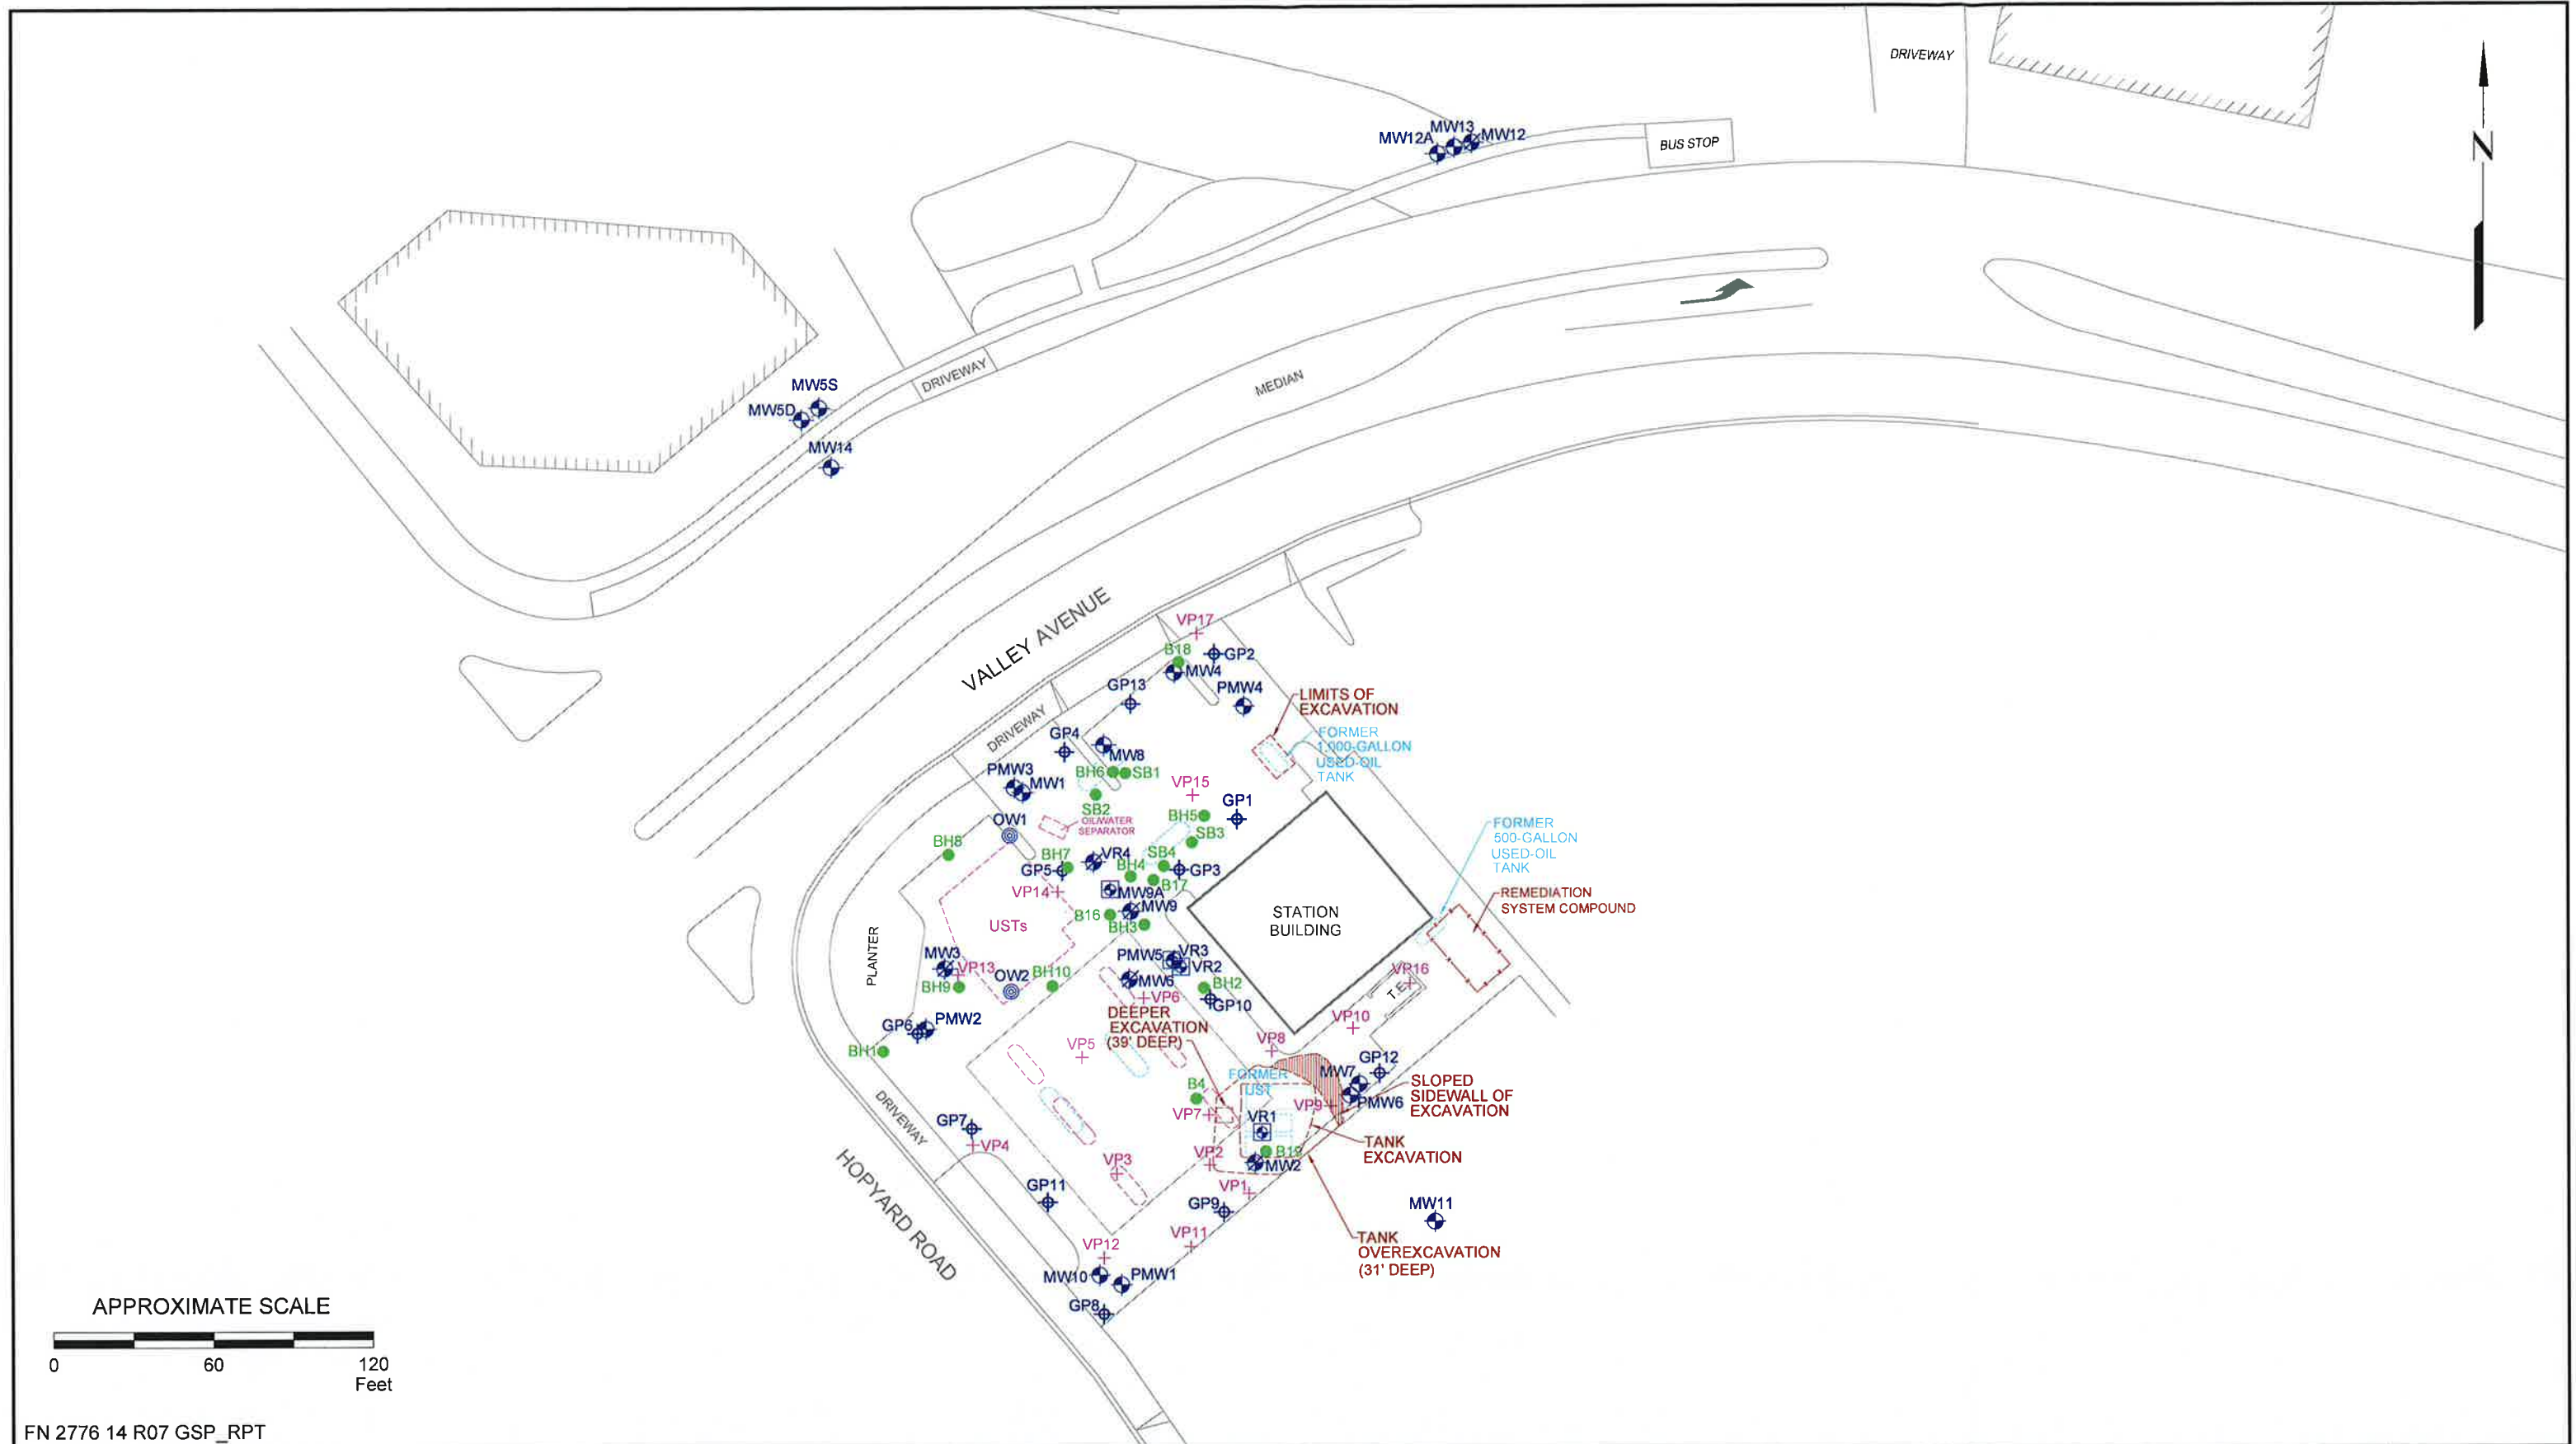 DRIVEWAY
N
MW13
MW12A
MW12
BUS STOP
MW5S
MW5D
MW14
DRIVEWAY
MEDIAN
VALLEY AVENUE
VP17
B18
GP2
MW4
GP13
PMW4
LIMITS OF
EXCAVATION
FORMER
1,000-GALLON
USED-OIL
TANK
DRIVEWAY
GP4
MW8
PMW3
MW1
BH6
SB1
SB2
VP15
GP1
OW1
OIL/WATER
SEPARATOR
BH5
SB3
BH8
BH7
VR4
SB4
GP5
BH4
GP3
B17
VP14
MW9A
MW9
B16
BH3
USTs
STATION
BUILDING
FORMER
500-GALLON
USED-OIL
TANK
REMEDIATION
SYSTEM COMPOUND
PLANTER
MW3
VP13
OW2
BH10
BH9
PMW5
VR3
VR2
MW6
VP6
BH2
GP10
VP16
T.E.
DEEPER
EXCAVATION
(39' DEEP)
GP6
PMW2
BH1
VP5
VP8
VP10
GP12
FORMER
UST
MW7
PMW6
SLOPED
SIDEWALL OF
EXCAVATION
B4
VP7
VP9
VR1
DRIVEWAY
GP7
VP4
VP3
VP2
B19
MW2
TANK
EXCAVATION
HOPYARD ROAD
GP11
VP1
GP9
MW11
VP11
VP12
TANK
OVEREXCAVATION
(31' DEEP)
MW10
PMW1
GP8
APPROXIMATE SCALE
0 60 120
Feet
FN 2776 14 R07 GSP_RPT